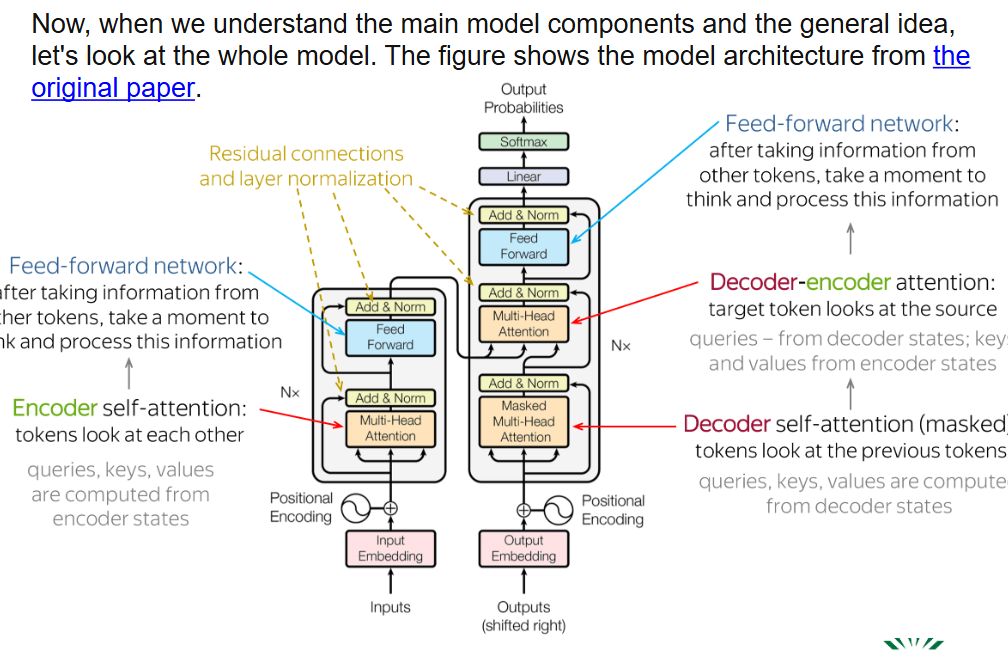 Now, when we understand the main model components and the general idea,
let's look at the whole model. The figure shows the model architecture from the
original paper.
Output
Probabilities
Softmax
Linear
Add & Norm
Feed
Forward
Add & Norm
Multi-Head
Attention
Nx
Add & Norm
Masked
Multi-Head
Attention
Positional
Encoding
Output
Embedding
Outputs
(shifted right)
Residual connections
and layer normalization
Add & Norm
Feed
Forward
Nx
Add & Norm
Multi-Head
Attention
Positional
Encoding
Input
Embedding
Inputs
Feed-forward network:
after taking information from
her tokens, take a moment to
nk and process this information
Encoder self-attention:
tokens look at each other
queries, keys, values
are computed from
encoder states
Feed-forward network:
after taking information from
other tokens, take a moment to
think and process this information
Decoder-encoder attention:
target token looks at the source
queries – from decoder states; key
and values from encoder states
Decoder self-attention (masked)
tokens look at the previous tokens
queries, keys, values are compute
from decoder states